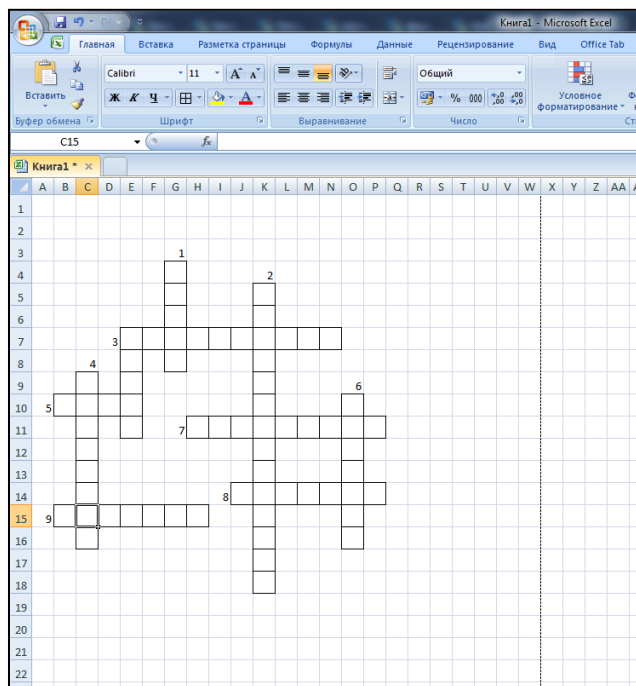 Книга1 - Microsoft Excel
Главная Вставка Разметка страницы Формулы Данные Рецензирование Вид Office Tab
Вставить
Calibri 11 A A
Ж К Ч
Общий
% 000 ,00 ,0
Условное
форматирование
Буфер обмена Шрифт Выравнивание Число
C15 fx
Книга1 *
A B C D E F G H I J K L M N O P Q R S T U V W X Y Z AA
1
2
3 1
4 2
5
6
7 3
8 4
9 6
10 5
11 7
12
13
14 8
15 9
16
17
18
19
20
21
22